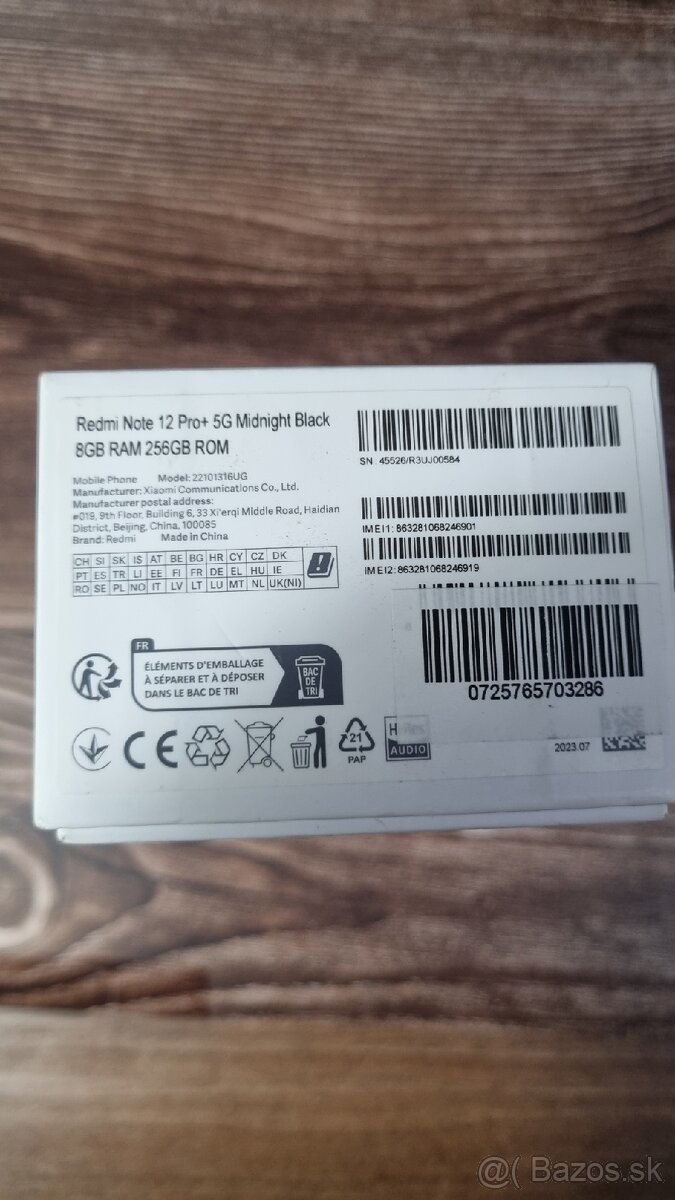 Redmi Note 12 Pro+ 5G Midnight Black
8GB RAM 256GB ROM
Mobile Phone Model: 22101316UG
Manufacturer: Xiaomi Communications Co., Ltd.
Manufacturer postal address:
#019, 9th Floor, Building 6, 33 Xi'erqi Middle Road, Haidian
District, Beijing, China, 100085
Brand: Redmi Made in China
CH SI SK IS AT BE BG HR CY CZ DK
PT ES TR LI EE FI FR DE EL HU IE
RO SE PL NO IT LV LT LU MT NL UK(NI)
SN: 45526/R3UJ00584
IMEI1: 863281068246901
IMEI2: 863281068246919
0725765703286
FR
ÉLÉMENTS D'EMBALLAGE
À SÉPARER ET À DÉPOSER
DANS LE BAC DE TRI
BAC
DE
TRI
CE
21
PAP
AUDIO
2023.07
@( Bazos.sk